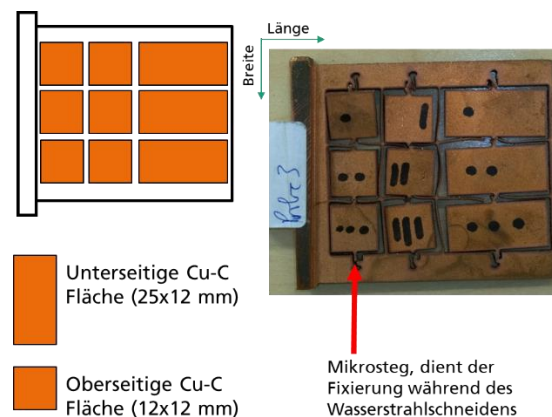 Länge
Breite
Unterseitige Cu-C
Fläche (25x12 mm)
Oberseitige Cu-C
Fläche (12x12 mm)
Mikrosteg, dient der
Fixierung während des
Wasserstrahlschneidens